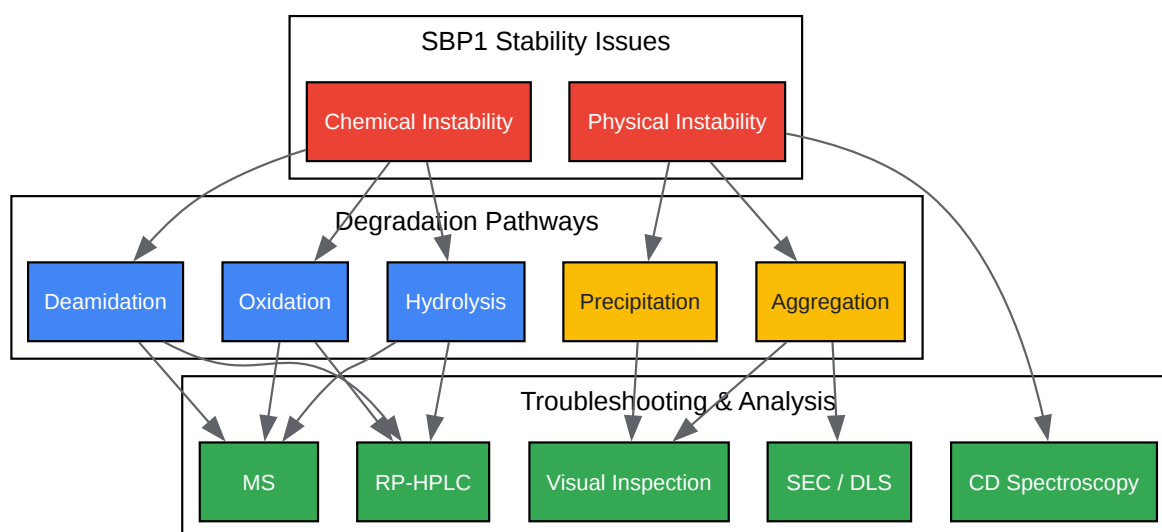 SBP1 Stability Issues
Chemical Instability
Physical Instability
Degradation Pathways
Deamidation
Oxidation
Hydrolysis
Precipitation
Aggregation
Troubleshooting & Analysis
MS
RP-HPLC
Visual Inspection
SEC / DLS
CD Spectroscopy